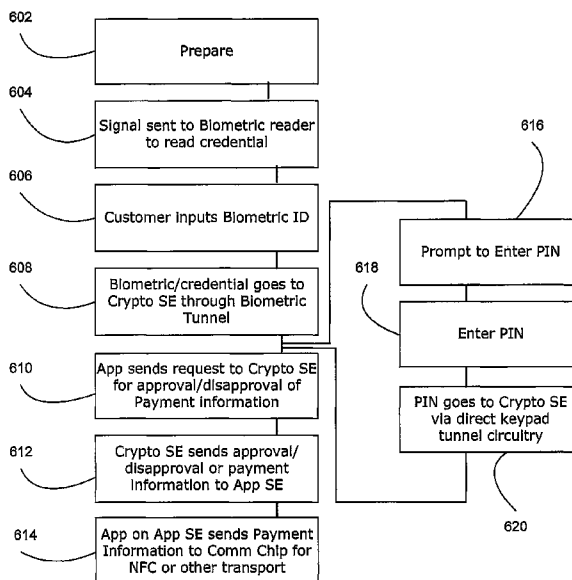 602
Prepare
604
Signal sent to Biometric reader
to read credential
606
Customer inputs Biometric ID
608
Biometric/credential goes to
Crypto SE through Biometric
Tunnel
610
App sends request to Crypto SE
for approval/disapproval of
Payment information
612
Crypto SE sends approval/
disapproval or payment
information to App SE
614
App on App SE sends Payment
Information to Comm Chip for
NFC or other transport
616
Prompt to Enter PIN
618
Enter PIN
PIN goes to Crypto SE
via direct keypad
tunnel circuitry
620